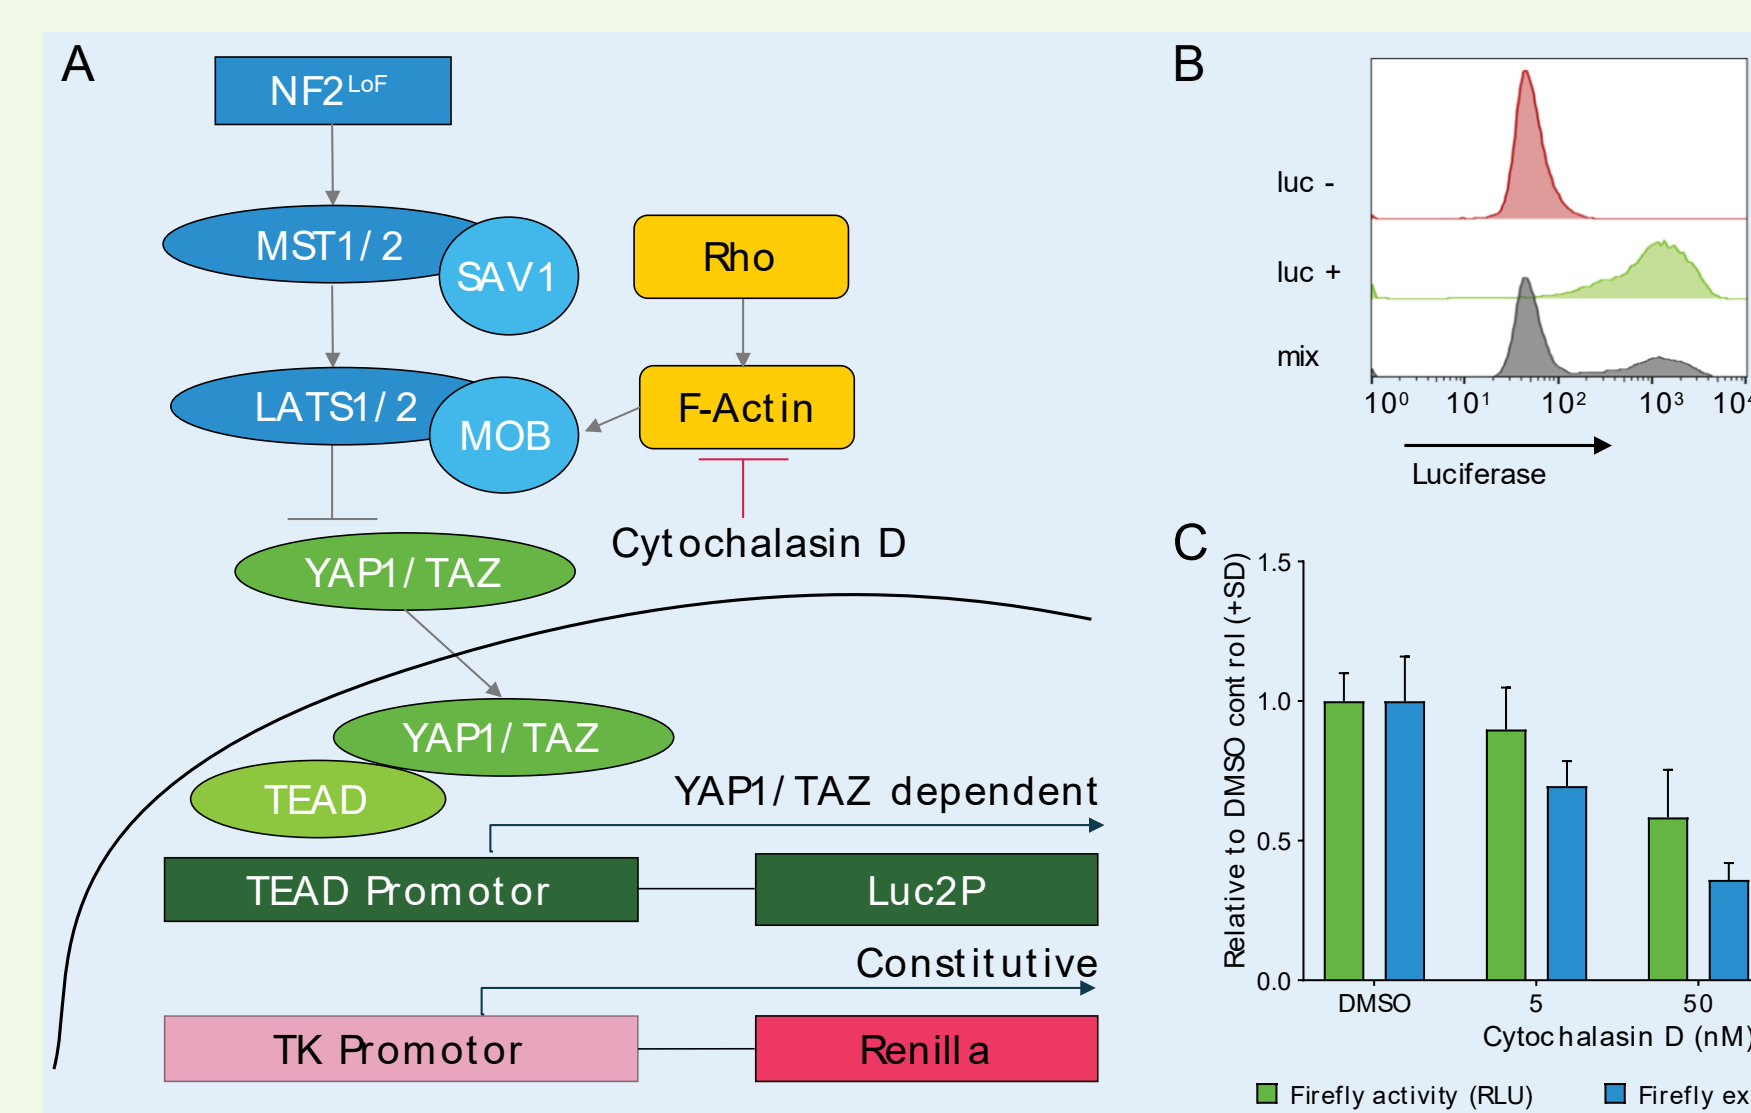 A
NF2LoF
MST1/2
SAV1
Rho
LATS1/2
MOB
F-Actin
YAP1/TAZ
Cytochalasin D
YAP1/TAZ
TEAD
YAP1/TAZ dependent
TEAD Promotor
Luc2P
Constitutive
TK Promotor
Renilla
B
luc -
luc +
mix
10⁰ 10¹ 10² 10³
Luciferase
C
Relative to DMSO control (+SD)
1.5
1.0
0.5
0.0
DMSO 5 50
Cytochalasin D (nM)
Firefly activity (RLU)
Firefly